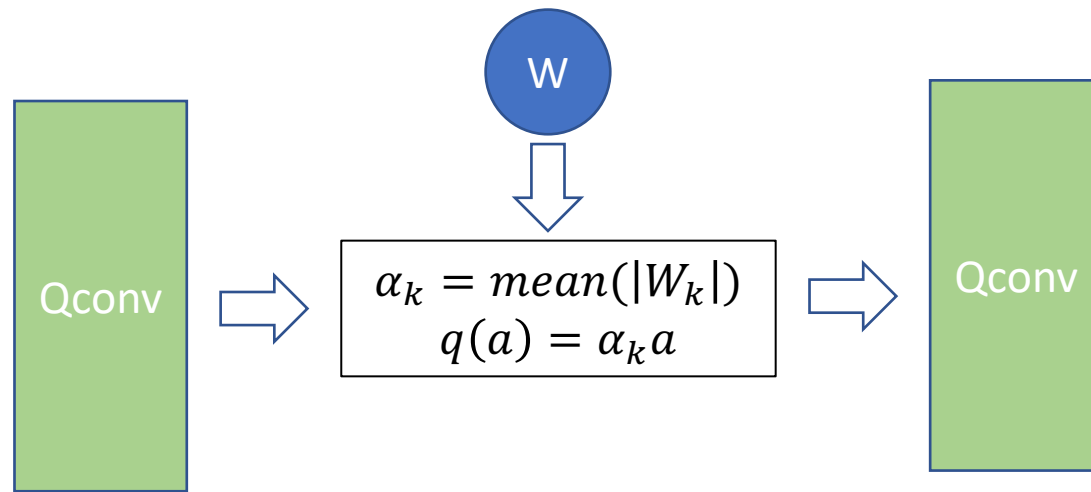 W
Qconv
α_k = mean(|W_k|)
q(a) = α_k a
Qconv